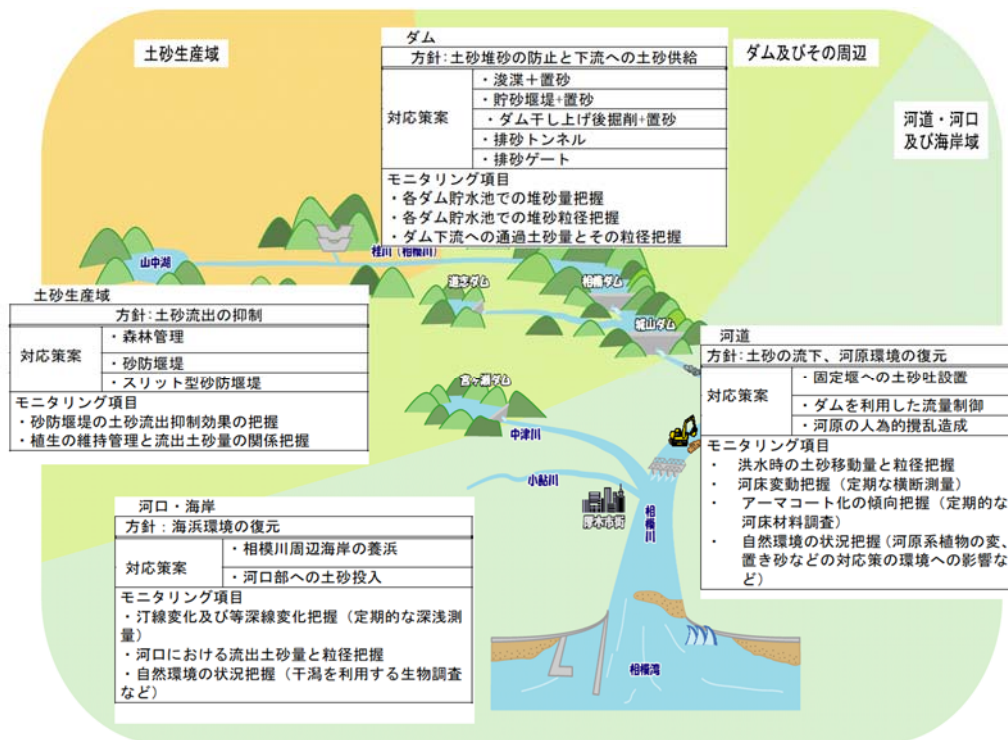 土砂生産域
ダム
方針:土砂堆砂の防止と下流への土砂供給
対応策案
・浚渫+置砂
・貯砂堰堤+置砂
・ダム干し上げ後掘削+置砂
・排砂トンネル
・排砂ゲート
モニタリング項目
・各ダム貯水池での堆砂量把握
・各ダム貯水池での堆砂粒径把握
・ダム下流への通過土砂量とその粒径把握
ダム及びその周辺
河道・河口
及び海岸域
山中湖
桂川(相模川)
道志ダム
相模ダム
城山ダム
土砂生産域
方針:土砂流出の抑制
対応策案
・森林管理
・砂防堰堤
・スリット型砂防堰堤
モニタリング項目
・砂防堰堤の土砂流出抑制効果の把握
・植生の維持管理と流出土砂量の関係把握
宮ヶ瀬ダム
中津川
小鮎川
厚木市街
相模川
河道
方針:土砂の流下、河原環境の復元
対応策案
・固定堰への土砂吐設置
・ダムを利用した流量制御
・河原の人為的攪乱造成
モニタリング項目
・ 洪水時の土砂移動量と粒径把握
・ 河床変動把握(定期な横断測量)
・ アーマコート化の傾向把握(定期的な
河床材料調査)
・ 自然環境の状況把握(河原系植物の変、
置き砂などの対応策の環境への影響な
ど)
河口・海岸
方針:海浜環境の復元
対応策案
・相模川周辺海岸の養浜
・河口部への土砂投入
モニタリング項目
・汀線変化及び等深線変化把握(定期的な深浅測
量)
・河口における流出土砂量と粒径把握
・自然環境の状況把握(干潟を利用する生物調査
など)
相模湾